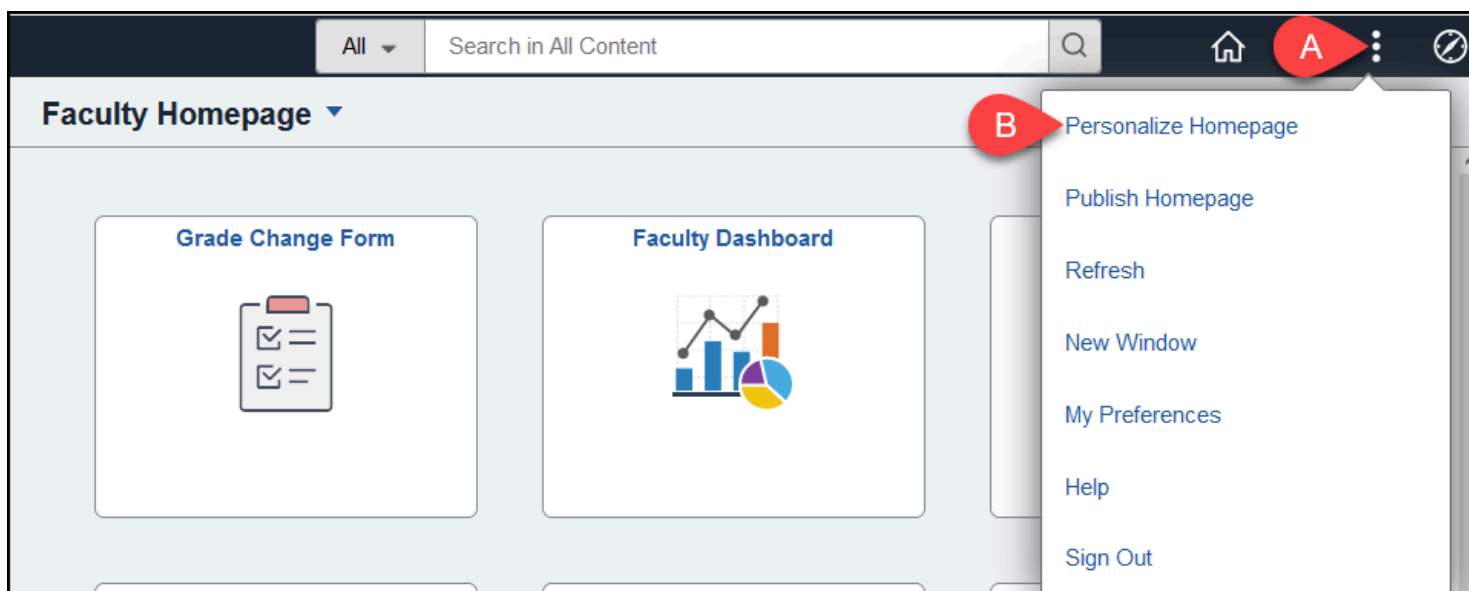 All
Search in All Content
A
Faculty Homepage
B
Personalize Homepage
Publish Homepage
Grade Change Form
Faculty Dashboard
Refresh
New Window
My Preferences
Help
Sign Out